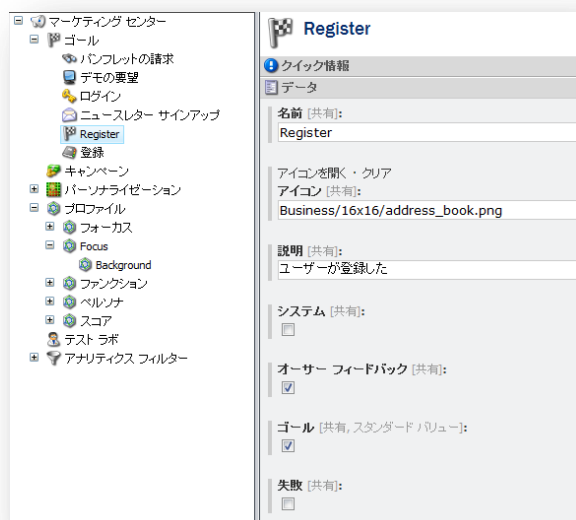 マーケティング センター
ゴール
パンフレットの請求
デモの要望
ログイン
ニュースレター サインアップ
Register
登録
キャンペーン
パーソナライゼーション
プロファイル
フォーカス
Focus
Background
ファンクション
ペルソナ
スコア
テスト ラボ
アナリティクス フィルター
Register
クイック情報
データ
名前 [共有]:
Register
アイコンを開く ・ クリア
アイコン [共有]:
Business/16x16/address_book.png
説明 [共有]:
ユーザーが登録した
システム [共有]:
オーサー フィードバック [共有]:
ゴール [共有, スタンダード バリュー]:
失敗 [共有]: